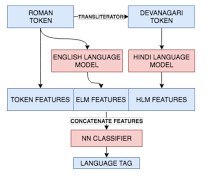 ROMAN TOKEN
TRANSLITERATOR
DEVANAGARI TOKEN
ENGLISH LANGUAGE MODEL
HINDI LANGUAGE MODEL
TOKEN FEATURES
ELM FEATURES
HLM FEATURES
CONCATENATE FEATURES
NN CLASSIFIER
LANGUAGE TAG